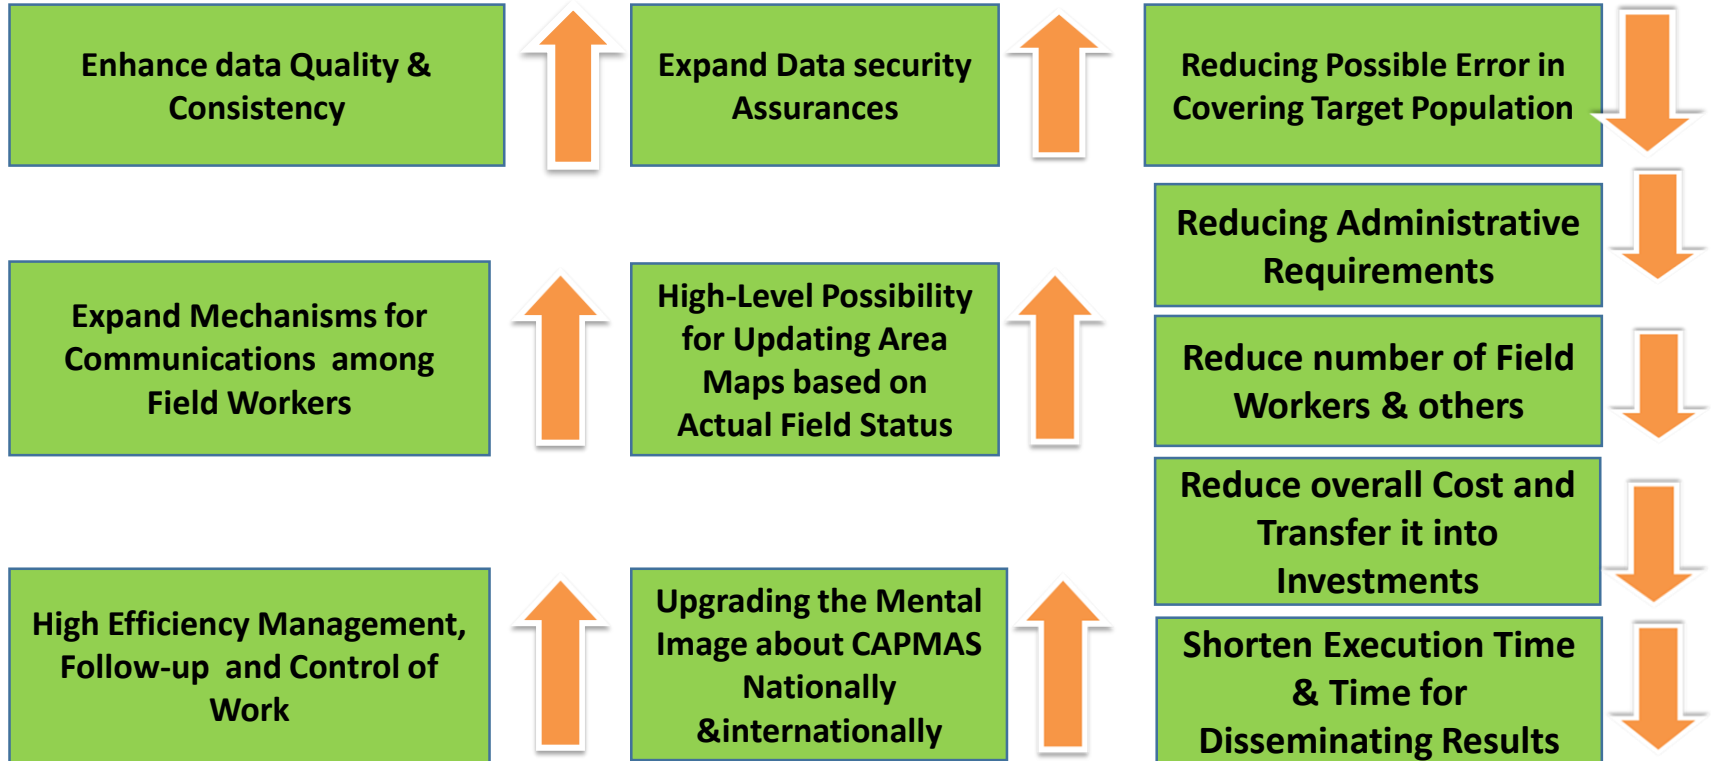 Enhance data Quality &
Consistency
Expand Data security
Assurances
Reducing Possible Error in
Covering Target Population
Reducing Administrative
Requirements
Expand Mechanisms for
Communications among
Field Workers
High-Level Possibility
for Updating Area
Maps based on
Actual Field Status
Reduce number of Field
Workers & others
Reduce overall Cost and
Transfer it into
Investments
High Efficiency Management,
Follow-up and Control of
Work
Upgrading the Mental
Image about CAPMAS
Nationally
&internationally
Shorten Execution Time
& Time for
Disseminating Results